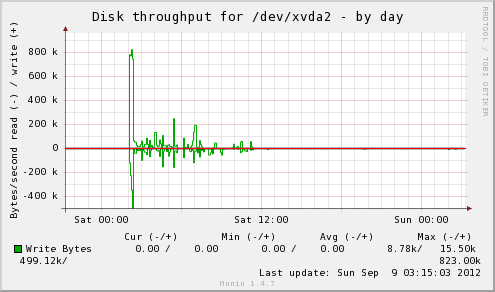 Disk throughput for /dev/xvda2 - by day
RRDTOOL / TOBI OETIKER
Bytes/second read (-) / write (+)
800 k
600 k
400 k
200 k
0
-200 k
-400 k
Sat 00:00 Sat 12:00 Sun 00:00
Cur (-/+) Min (-/+) Avg (-/+) Max (-/+)
Write Bytes 0.00 / 0.00 0.00 / 0.00 8.78k/ 15.50k
499.12k/ 823.00k
Last update: Sun Sep 9 03:15:03 2012
Munin 1.4.7